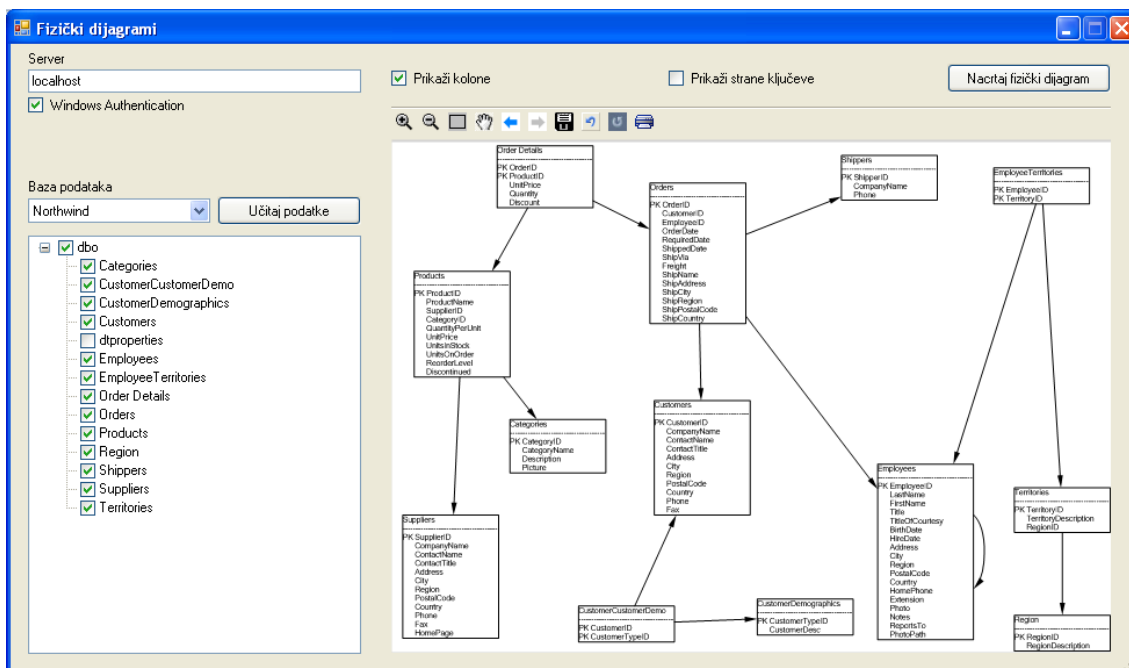 Fizički dijagrami
Server
localhost
Windows Authentication
Baza podataka
Northwind
Učitaj podatke
dbo
Categories
CustomerCustomerDemo
CustomerDemographics
Customers
dtproperties
Employees
EmployeeTerritories
Order Details
Orders
Products
Region
Shippers
Suppliers
Territories
Prikaži kolone
Prikaži strane ključeve
Nacrtaj fizički dijagram
Order Details
PK OrderID
PK ProductID
UnitPrice
Quantity
Discount
Orders
PK OrderID
CustomerID
EmployeeID
OrderDate
RequiredDate
ShippedDate
ShipVia
Freight
ShipName
ShipAddress
ShipCity
ShipRegion
ShipPostalCode
ShipCountry
Shippers
PK ShipperID
CompanyName
Phone
EmployeeTerritories
PK EmployeeID
PK TerritoryID
Products
PK ProductID
ProductName
SupplierID
CategoryID
QuantityPerUnit
UnitPrice
UnitsInStock
UnitsOnOrder
ReorderLevel
Discontinued
Categories
PK CategoryID
CategoryName
Description
Picture
Customers
PK CustomerID
CompanyName
ContactName
ContactTitle
Address
City
Region
PostalCode
Country
Phone
Fax
Employees
PK EmployeeID
LastName
FirstName
Title
TitleOfCourtesy
BirthDate
HireDate
Address
City
Region
PostalCode
Country
HomePhone
Extension
Photo
Notes
ReportsTo
PhotoPath
Territories
PK TerritoryID
TerritoryDescription
RegionID
Suppliers
PK SupplierID
CompanyName
ContactName
ContactTitle
Address
City
Region
PostalCode
Country
Phone
Fax
HomePage
CustomerCustomerDemo
PK CustomerID
PK CustomerTypeID
CustomerDemographics
PK CustomerTypeID
CustomerDesc
Region
PK RegionID
RegionDescription